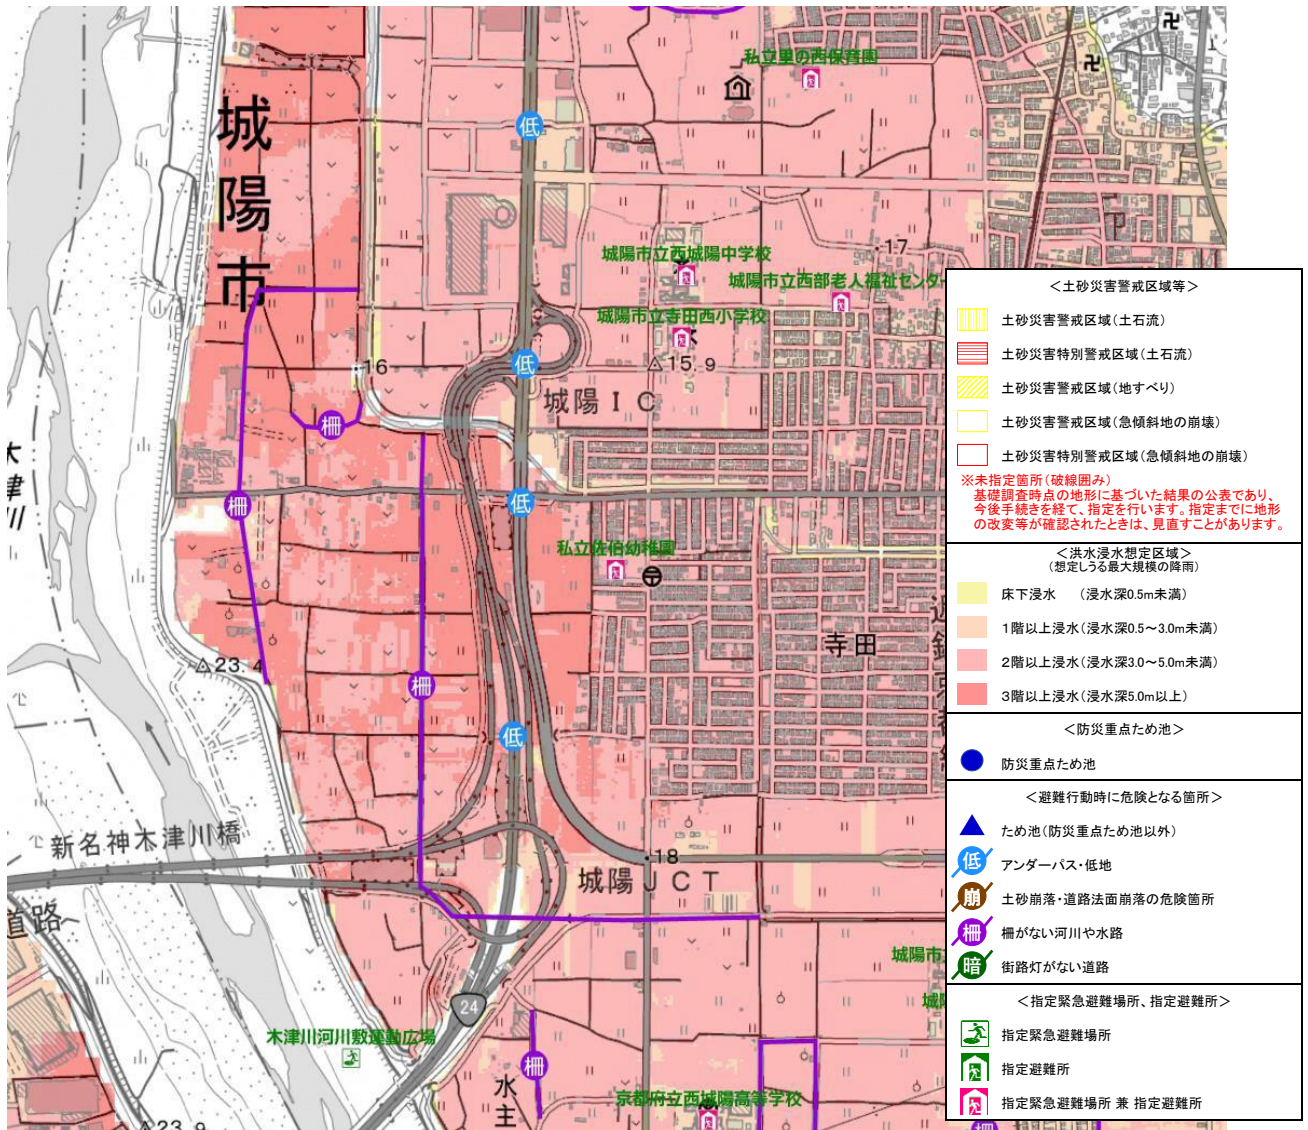 私立里の西保育園
城陽市
低
17
城陽市立西城陽中学校
城陽市立西部老人福祉センタ
城陽市立寺田西小学校
低
16
15.9
城陽IC
柵
木津川
柵
低
私立佐伯幼稚園
寺田
23.4
柵
低
新名神木津川橋
18
城陽JCT
道路
城陽市
城陽
24
木津川河川敷運動広場
柵
水主
京都府立西城陽高等学校
23.9
柵
<土砂災害警戒区域等>
土砂災害警戒区域(土石流)
土砂災害特別警戒区域(土石流)
土砂災害警戒区域(地すべり)
土砂災害警戒区域(急傾斜地の崩壊)
土砂災害特別警戒区域(急傾斜地の崩壊)
※未指定箇所(破線囲み)
基礎調査時点の地形に基づいた結果の公表であり、
今後手続きを経て、指定を行います。指定までに地形
の改変等が確認されたときは、見直すことがあります。
<洪水浸水想定区域>
(想定しうる最大規模の降雨)
床下浸水 (浸水深0.5m未満)
1階以上浸水(浸水深0.5~3.0m未満)
2階以上浸水(浸水深3.0~5.0m未満)
3階以上浸水(浸水深5.0m以上)
<防災重点ため池>
防災重点ため池
<避難行動時に危険となる箇所>
ため池(防災重点ため池以外)
低 アンダーパス・低地
崩 土砂崩落・道路法面崩落の危険箇所
柵 柵がない河川や水路
暗 街路灯がない道路
<指定緊急避難場所、指定避難所>
指定緊急避難場所
指定避難所
指定緊急避難場所 兼 指定避難所